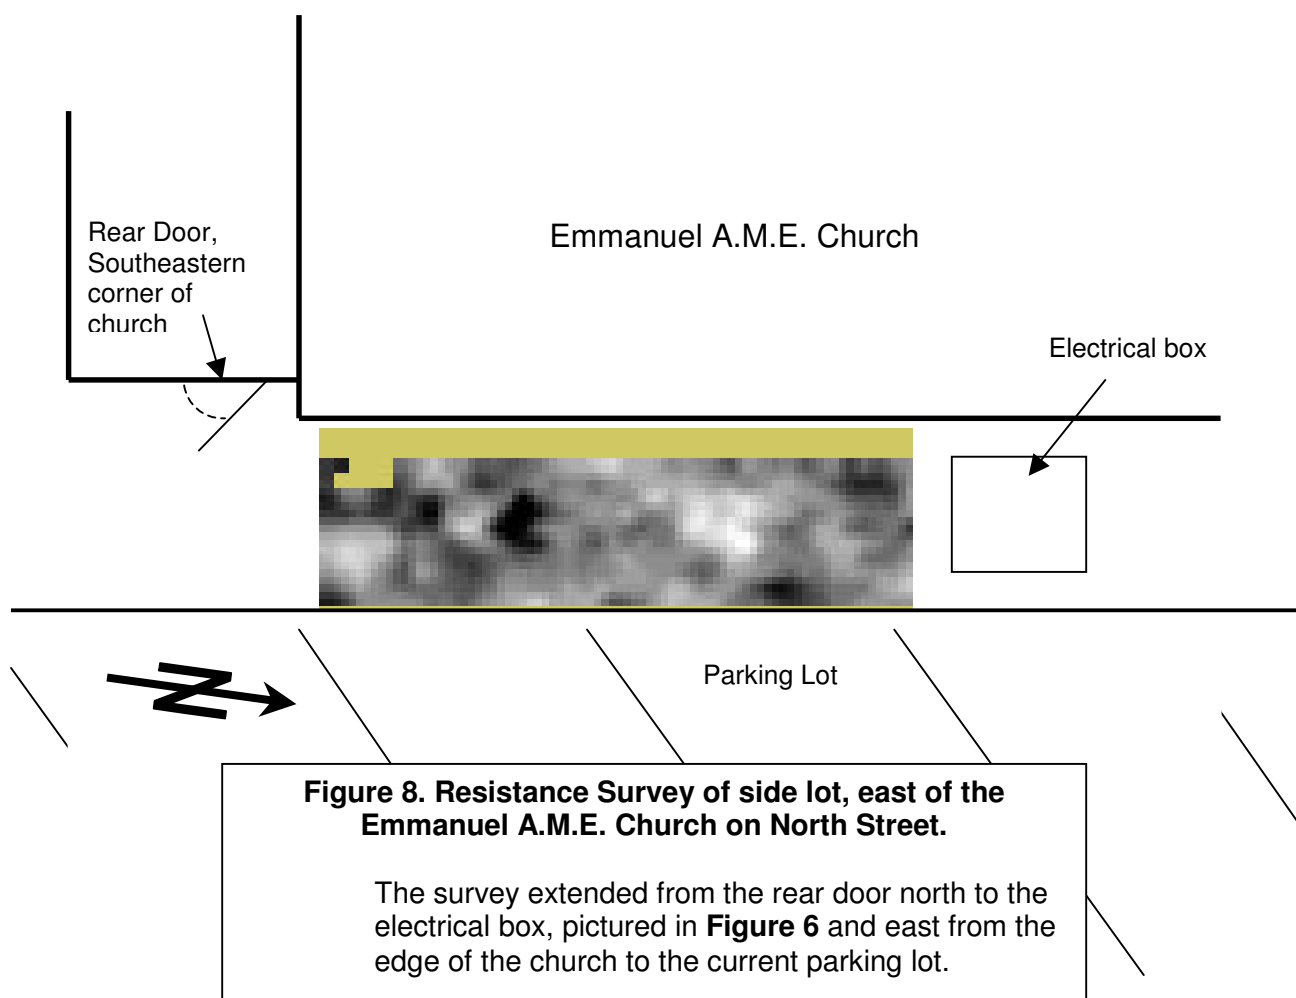 Rear Door,
Southeastern
corner of
church
Emmanuel A.M.E. Church
Electrical box
Parking Lot
N
Figure 8. Resistance Survey of side lot, east of the
Emmanuel A.M.E. Church on North Street.
The survey extended from the rear door north to the
electrical box, pictured in Figure 6 and east from the
edge of the church to the current parking lot.